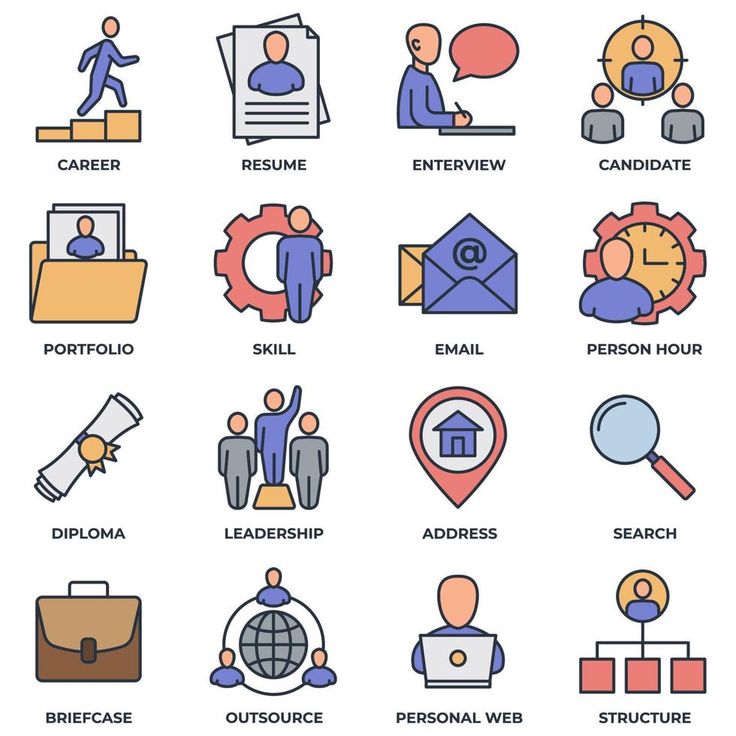 CAREER
RESUME
ENTERVIEW
CANDIDATE
PORTFOLIO
SKILL
@
EMAIL
PERSON HOUR
DIPLOMA
LEADERSHIP
ADDRESS
SEARCH
BRIEFCASE
OUTSOURCE
PERSONAL WEB
STRUCTURE